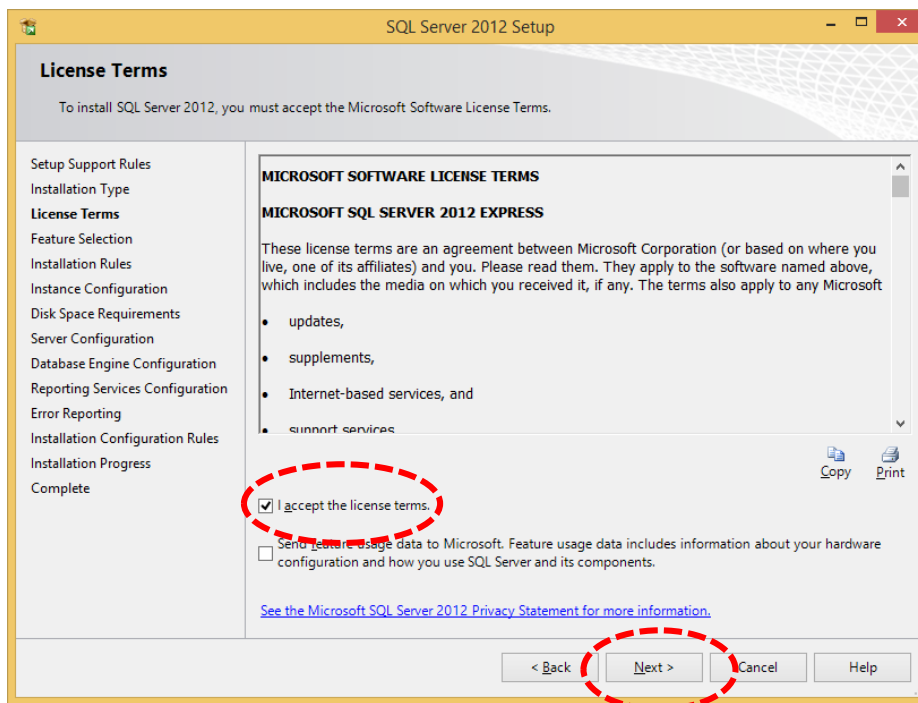 SQL Server 2012 Setup
License Terms
To install SQL Server 2012, you must accept the Microsoft Software License Terms.
Setup Support Rules
Installation Type
License Terms
Feature Selection
Installation Rules
Instance Configuration
Disk Space Requirements
Server Configuration
Database Engine Configuration
Reporting Services Configuration
Error Reporting
Installation Configuration Rules
Installation Progress
Complete
MICROSOFT SOFTWARE LICENSE TERMS
MICROSOFT SQL SERVER 2012 EXPRESS
These license terms are an agreement between Microsoft Corporation (or based on where you
live, one of its affiliates) and you. Please read them. They apply to the software named above,
which includes the media on which you received it, if any. The terms also apply to any Microsoft
• updates,
• supplements,
• Internet-based services, and
• support services
Copy Print
I accept the license terms.
Send feature usage data to Microsoft. Feature usage data includes information about your hardware
configuration and how you use SQL Server and its components.
See the Microsoft SQL Server 2012 Privacy Statement for more information.
< Back Next > Cancel Help